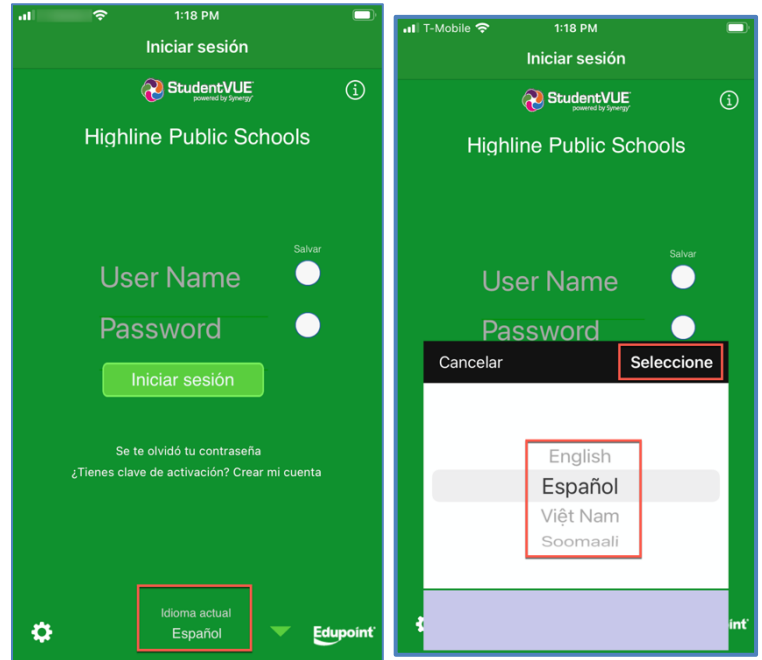 1:18 PM
Iniciar sesión
StudentVUE
powered by Synergy
Highline Public Schools
Salvar
User Name
Password
Iniciar sesión
Se te olvidó tu contraseña
¿Tienes clave de activación? Crear mi cuenta
Idioma actual
Español
Edupoint
T-Mobile 1:18 PM
Iniciar sesión
StudentVUE
powered by Synergy
Highline Public Schools
Salvar
User Name
Password
Cancelar Seleccione
English
Español
Việt Nam
Soomaali
int